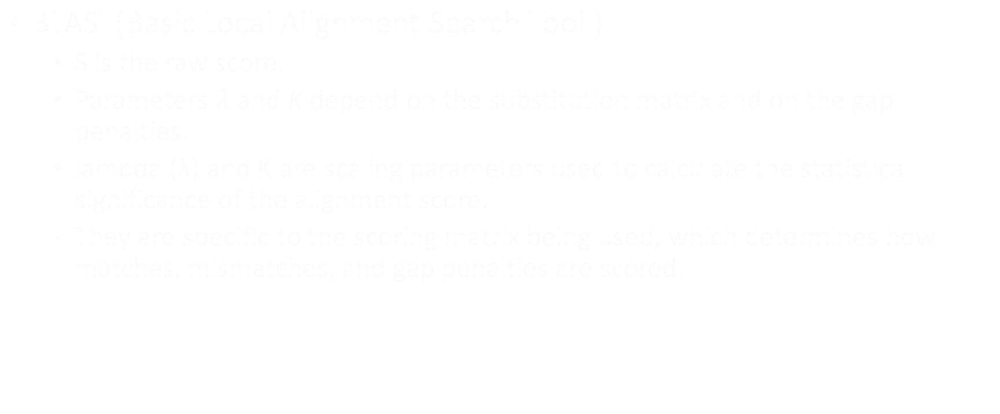 • BLAST (Basic Local Alignment Search Tool )
• S is the raw score.
• Parameters λ and K depend on the substitution matrix and on the gap
penalties.
• lambda (λ) and K are scaling parameters used to calculate the statistical
significance of the alignment score.
• They are specific to the scoring matrix being used, which determines how
matches, mismatches, and gap penalties are scored